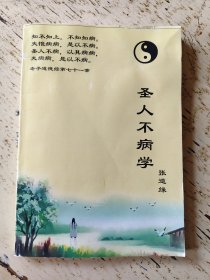 知不知上，不知知病，
夫惟病病，是以不病。
圣人不病，以其病病，
夫病病，是以不病。
老子道德经第七十一章
圣人不病学
张道缘